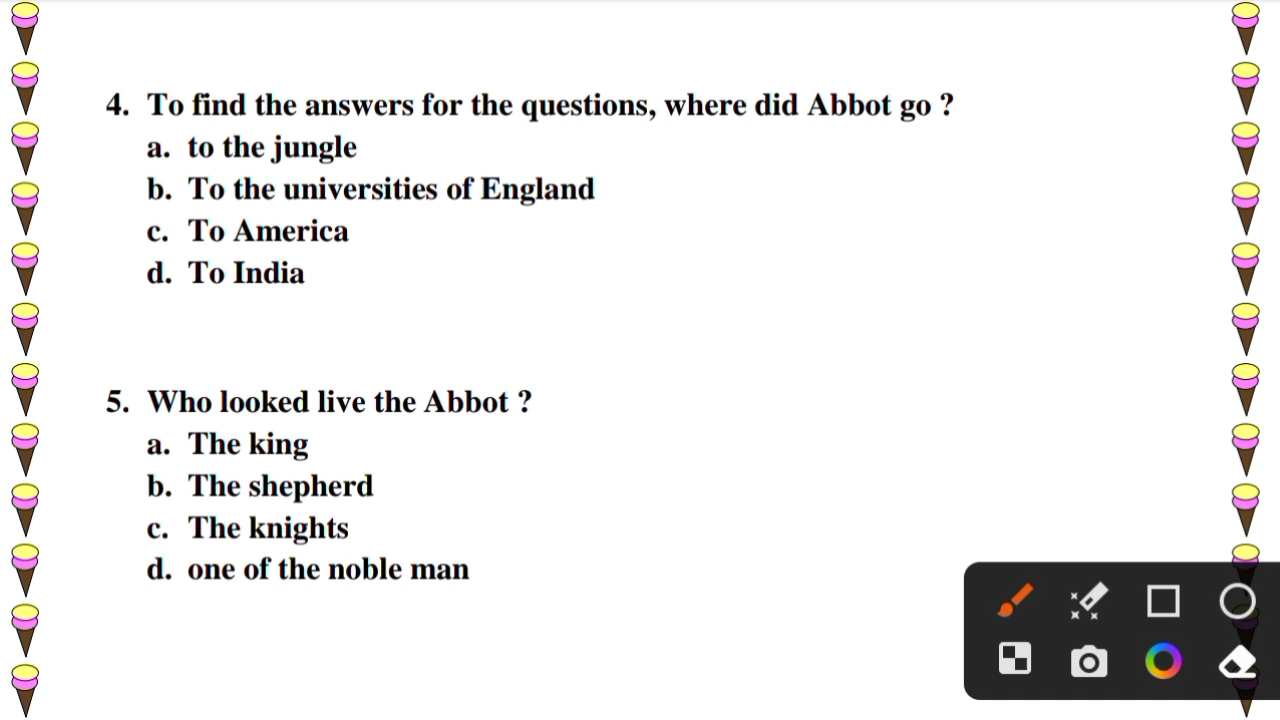 4. To find the answers for the questions, where did Abbot go ?
a. to the jungle
b. To the universities of England
c. To America
d. To India
5. Who looked live the Abbot ?
a. The king
b. The shepherd
c. The knights
d. one of the noble man